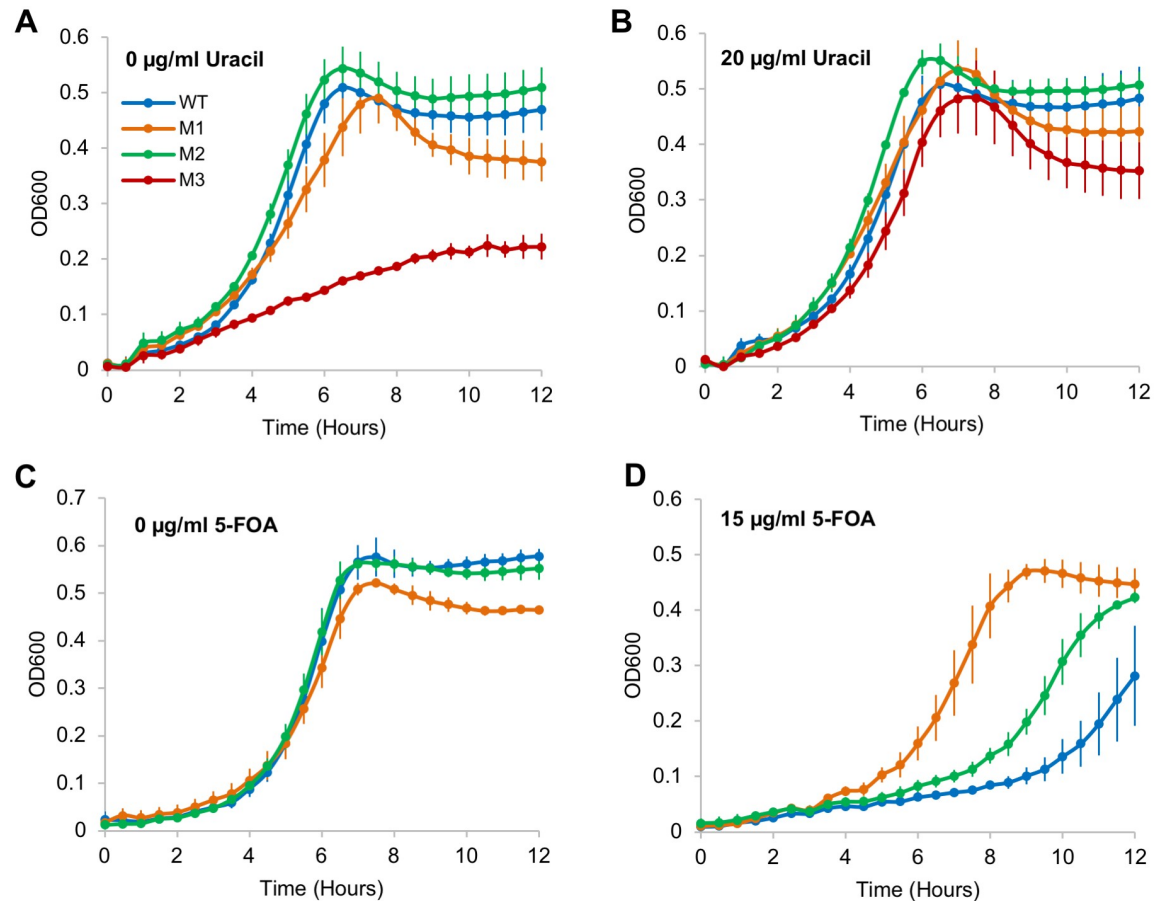 A
0 µg/ml Uracil
WT
M1
M2
M3
OD600
0.6
0.5
0.4
0.3
0.2
0.1
0
0 2 4 6 8 10 12
Time (Hours)
B
20 µg/ml Uracil
OD600
0.6
0.5
0.4
0.3
0.2
0.1
0
0 2 4 6 8 10 12
Time (Hours)
C
0 µg/ml 5-FOA
OD600
0.7
0.6
0.5
0.4
0.3
0.2
0.1
0
0 2 4 6 8 10 12
Time (Hours)
D
15 µg/ml 5-FOA
OD600
0.6
0.5
0.4
0.3
0.2
0.1
0
0 2 4 6 8 10 12
Time (Hours)